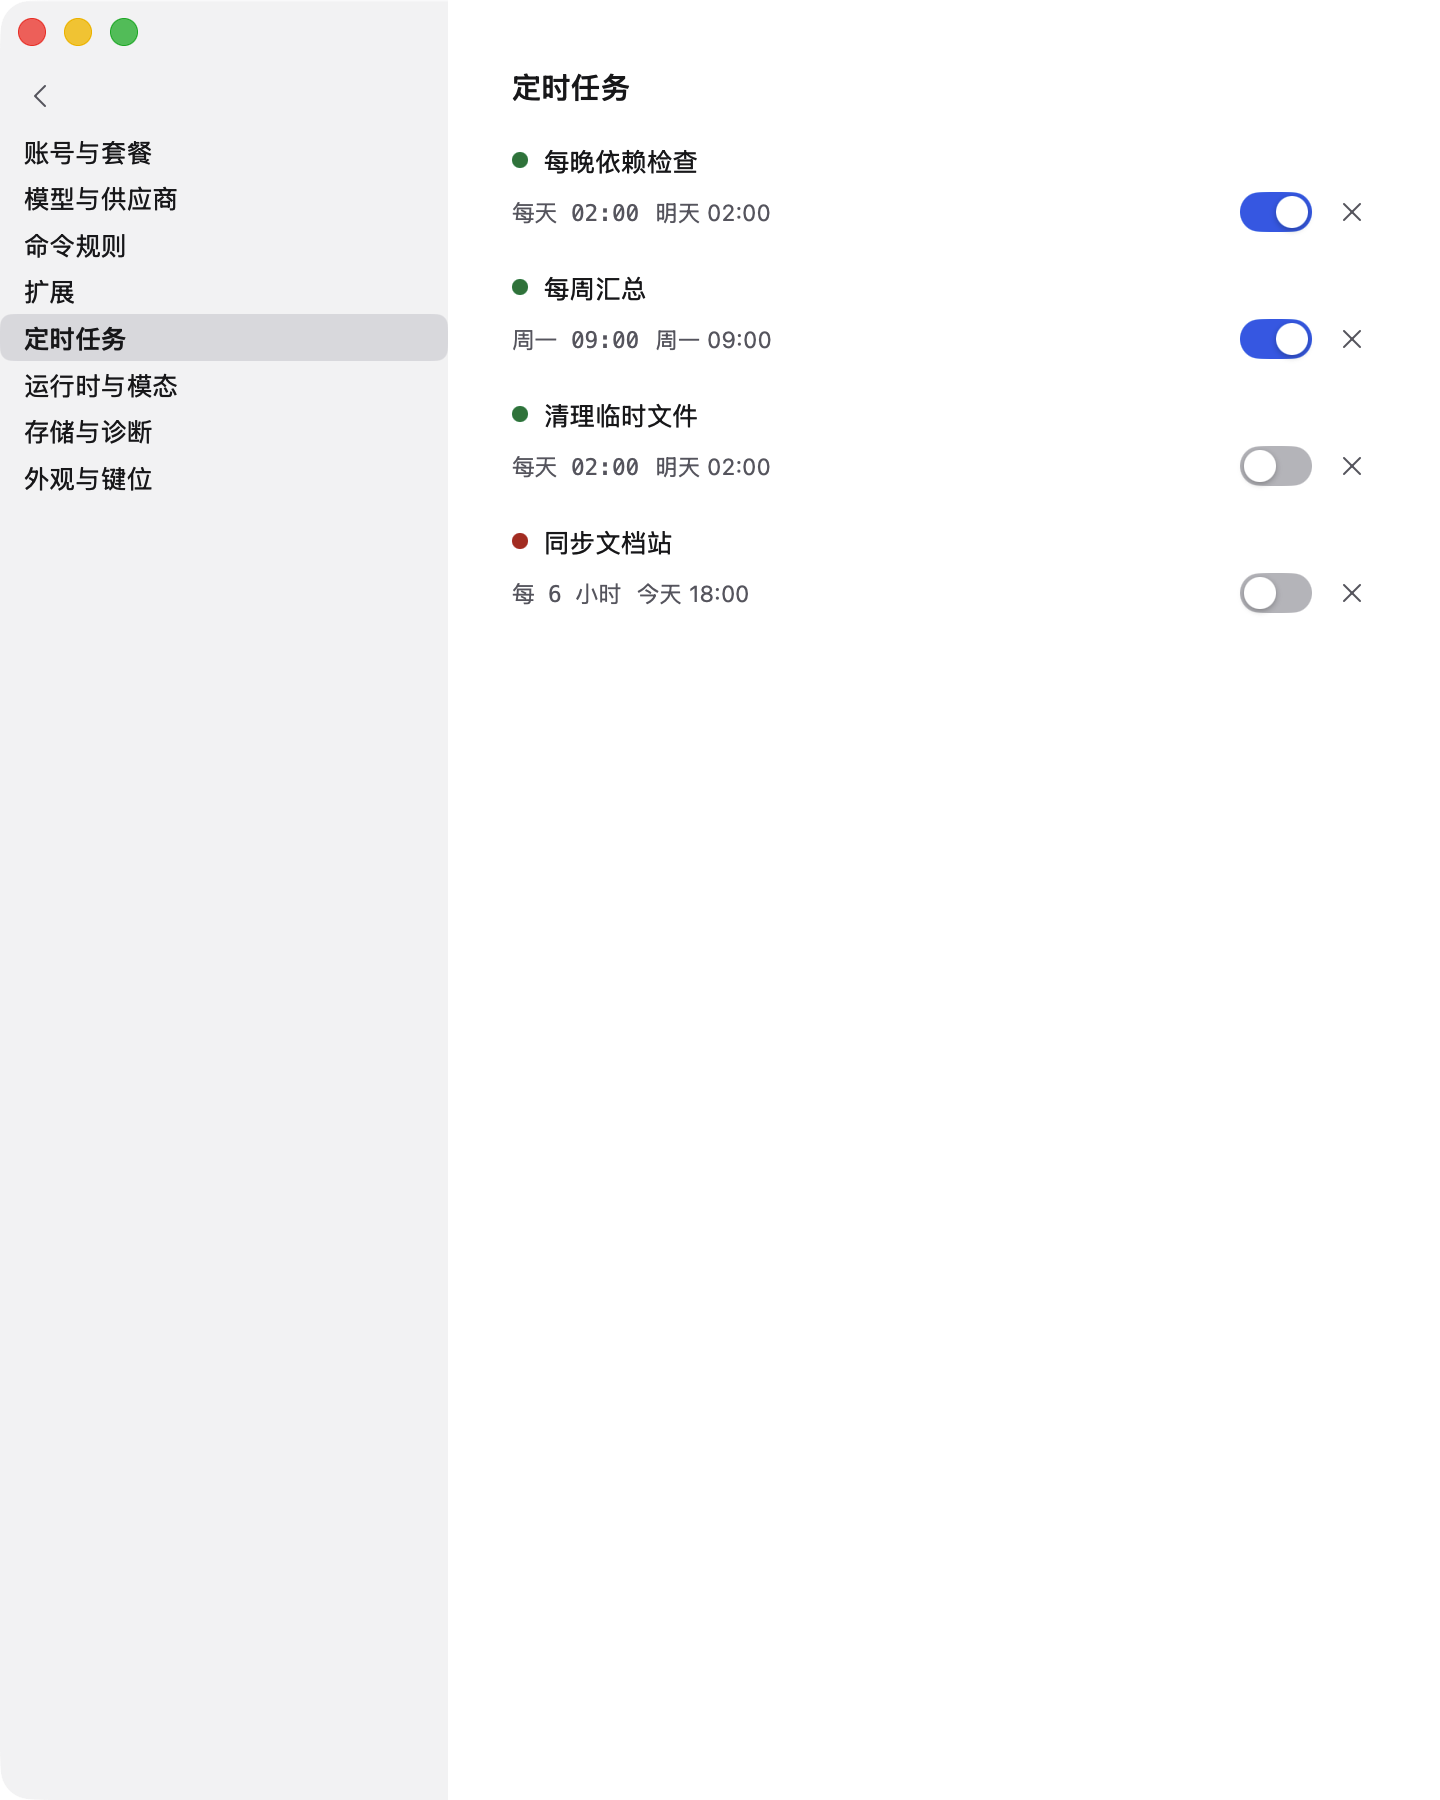 账号与套餐
模型与供应商
命令规则
扩展
定时任务
运行时与模态
存储与诊断
外观与键位
定时任务
每晚依赖检查
每天 02:00 明天 02:00
每周汇总
周一 09:00 周一 09:00
清理临时文件
每天 02:00 明天 02:00
同步文档站
每 6 小时 今天 18:00